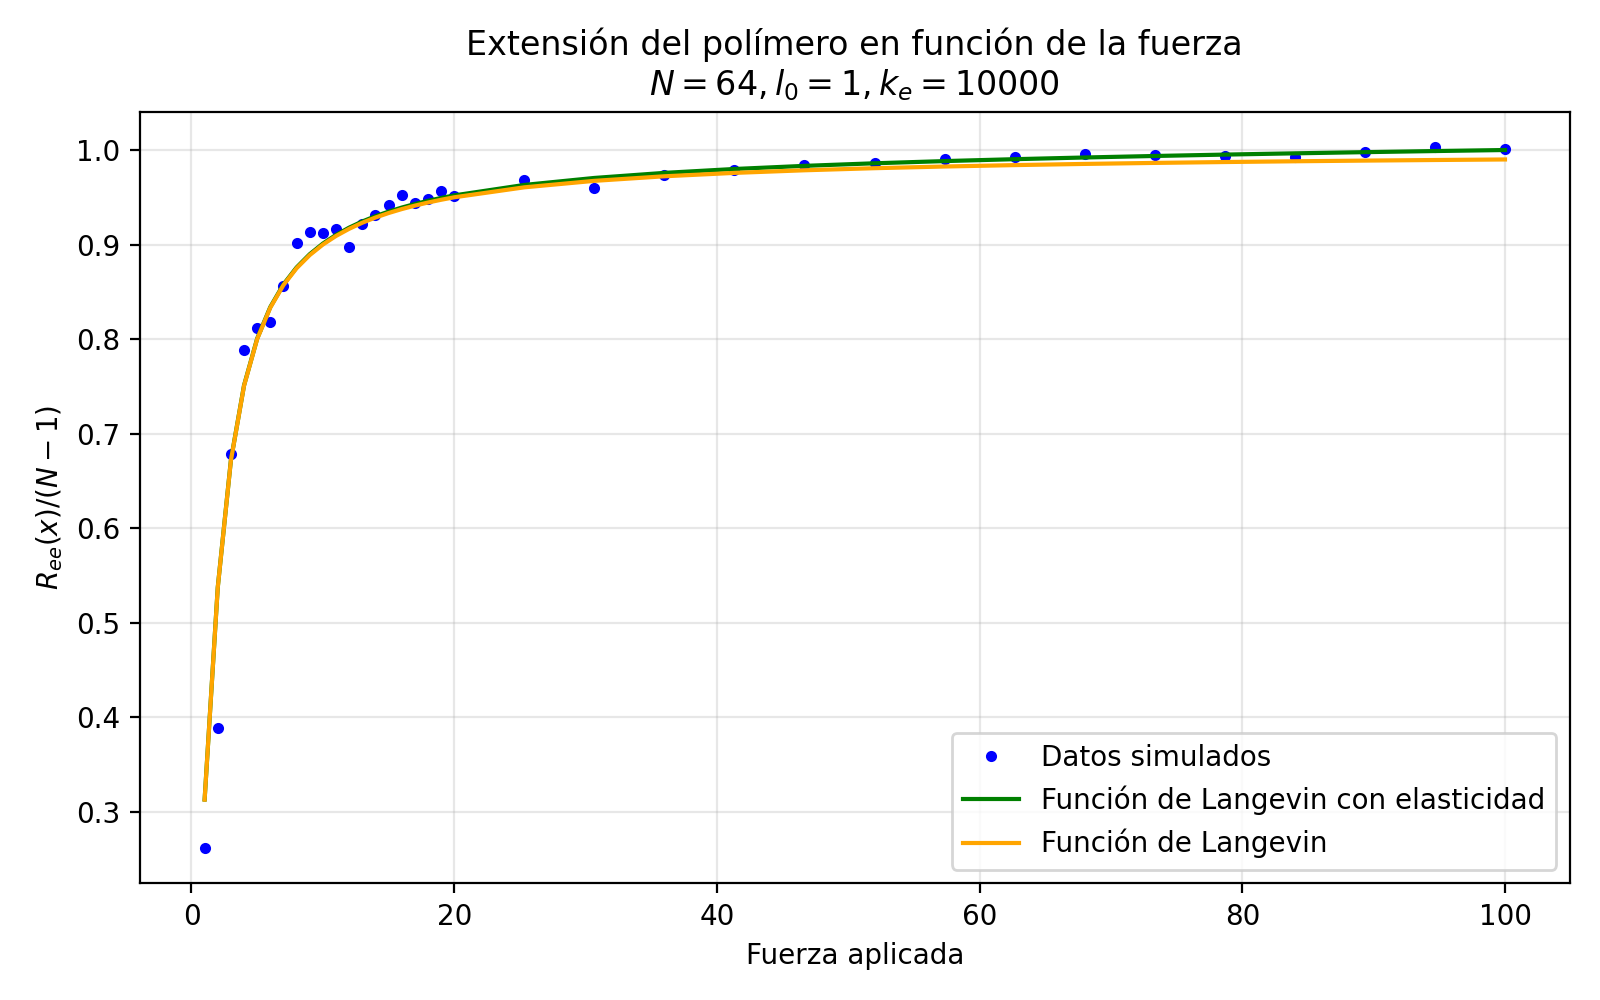 Extensión del polímero en función de la fuerza
N = 64, l₀ = 1, kₑ = 10000
1.0
0.9
0.8
0.7
0.6
0.5
0.4
0.3
R_ee(x)/(N − 1)
Datos simulados
Función de Langevin con elasticidad
Función de Langevin
0 20 40 60 80 100
Fuerza aplicada